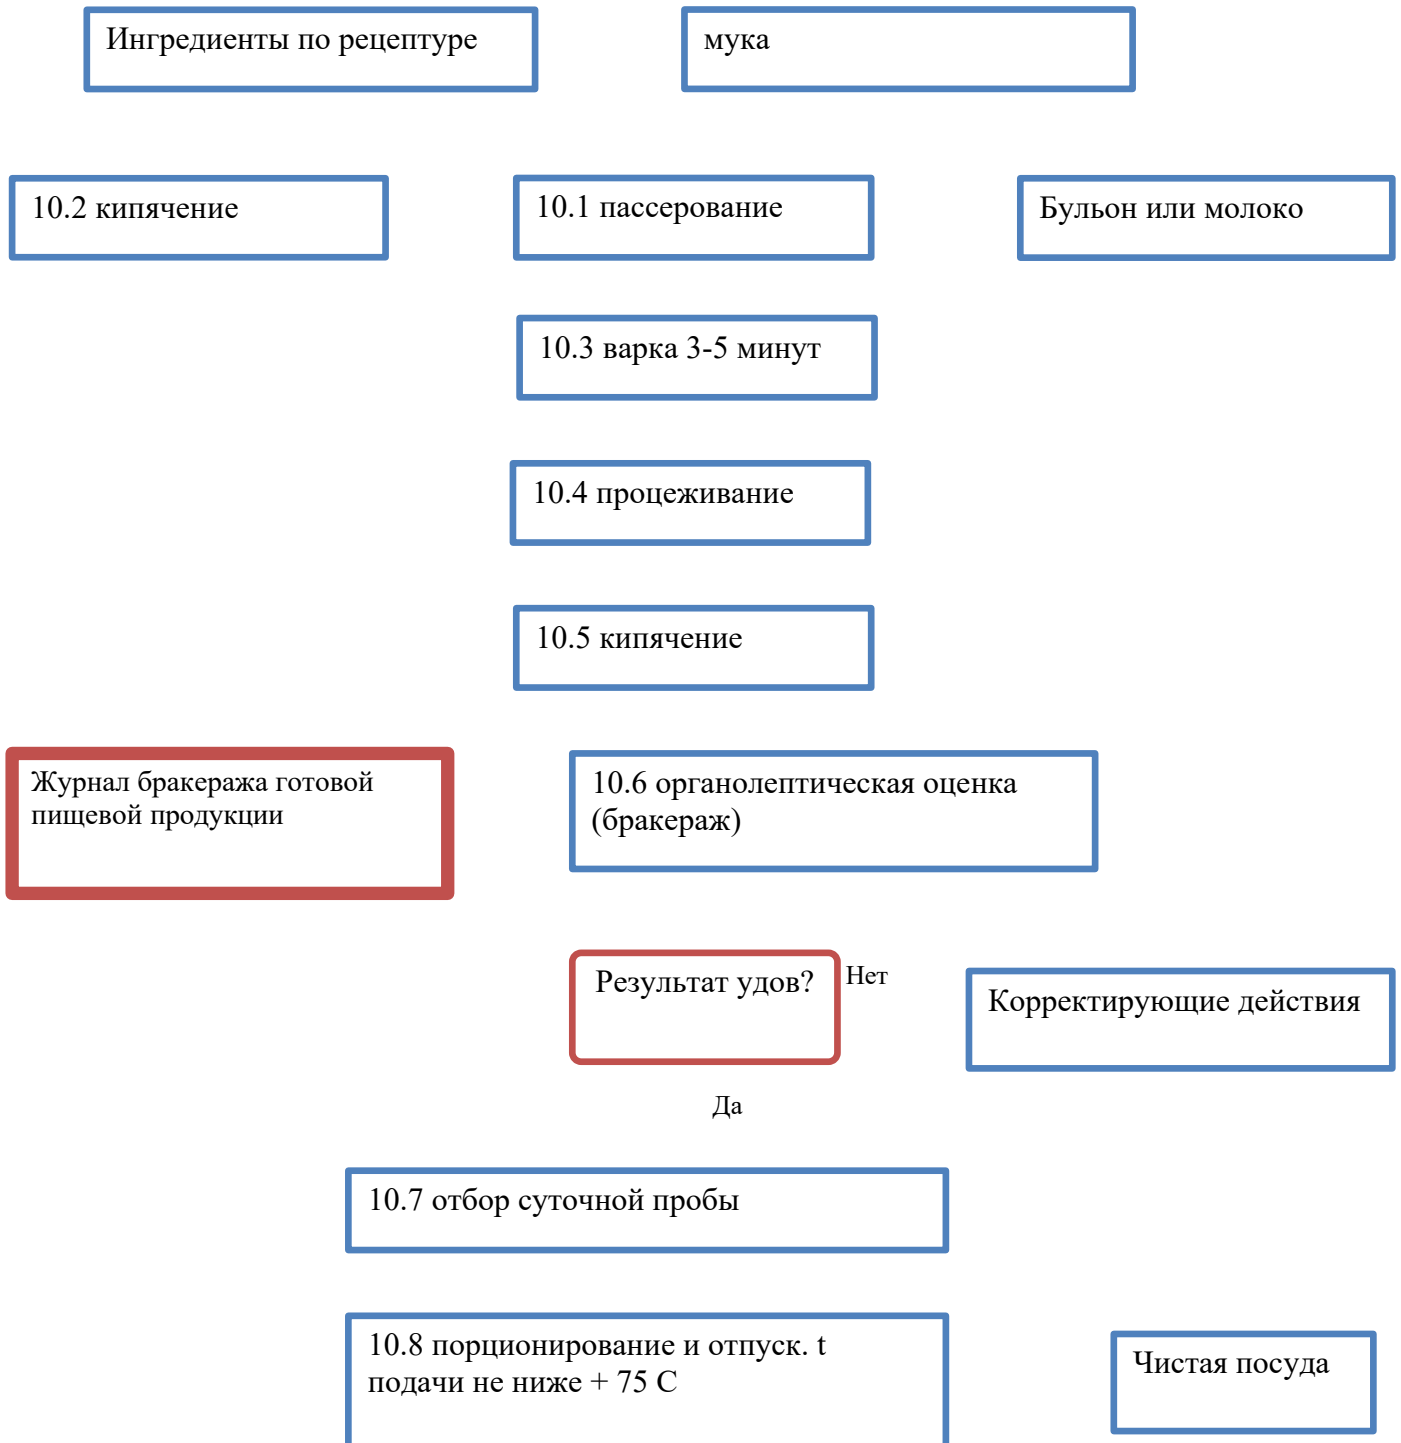 Ингредиенты по рецептуре
мука
10.2 кипячение
10.1 пассерование
Бульон или молоко
10.3 варка 3-5 минут
10.4 процеживание
10.5 кипячение
Журнал бракеража готовой
пищевой продукции
10.6 органолептическая оценка
(бракераж)
Результат удов?
Нет
Корректирующие действия
Да
10.7 отбор суточной пробы
10.8 порционирование и отпуск. t
подачи не ниже + 75 С
Чистая посуда